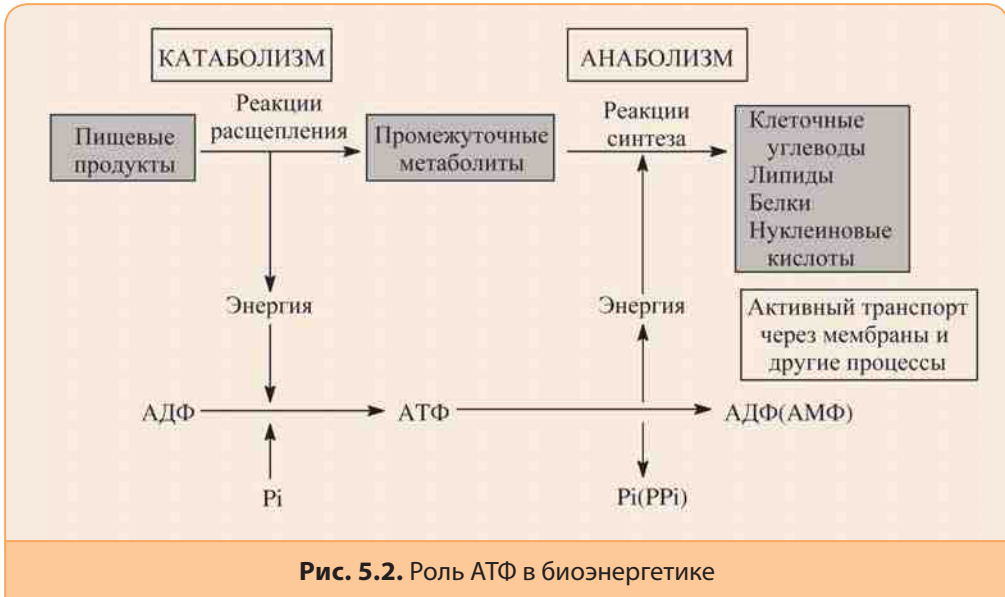 КАТАБОЛИЗМ
АНАБОЛИЗМ
Пищевые
продукты
Реакции
расщепления
Промежуточные
метаболиты
Реакции
синтеза
Клеточные
углеводы
Липиды
Белки
Нуклеиновые
кислоты
Энергия
Энергия
Активный транспорт
через мембраны и
другие процессы
АДФ
АТФ
АДФ(АМФ)
Pi
Pi(PPi)
Рис. 5.2. Роль АТФ в биоэнергетике